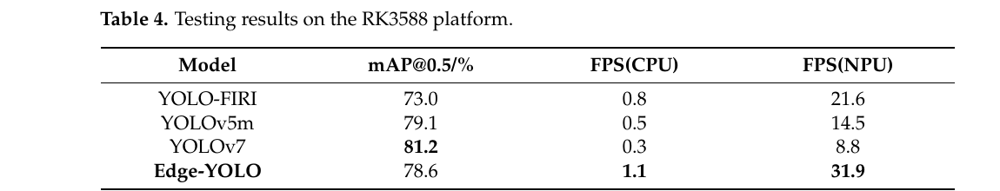 Table 4. Testing results on the RK3588 platform.
Model mAP@0.5/% FPS(CPU) FPS(NPU)
YOLO-FIRI 73.0 0.8 21.6
YOLOv5m 79.1 0.5 14.5
YOLOv7 81.2 0.3 8.8
Edge-YOLO 78.6 1.1 31.9